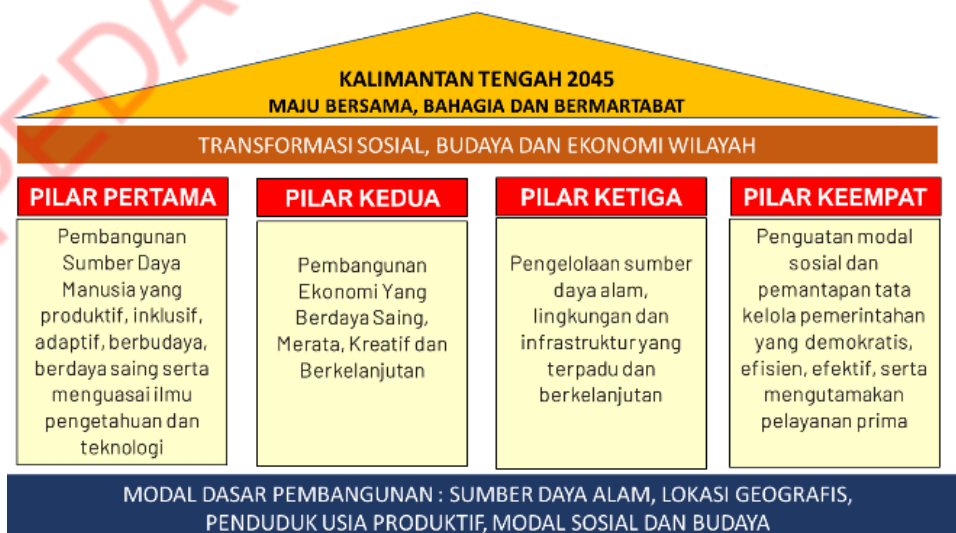 KALIMANTAN TENGAH 2045
MAJU BERSAMA, BAHAGIA DAN BERMARTABAT
TRANSFORMASI SOSIAL, BUDAYA DAN EKONOMI WILAYAH
PILAR PERTAMA
Pembangunan
Sumber Daya
Manusia yang
produktif, inklusif,
adaptif, berbudaya,
berdaya saing serta
menguasai ilmu
pengetahuan dan
teknologi
PILAR KEDUA
Pembangunan
Ekonomi Yang
Berdaya Saing,
Merata, Kreatif dan
Berkelanjutan
PILAR KETIGA
Pengelolaan sumber
daya alam,
lingkungan dan
infrastruktur yang
terpadu dan
berkelanjutan
PILAR KEEMPAT
Penguatan modal
sosial dan
pemantapan tata
kelola pemerintahan
yang demokratis,
efisien, efektif, serta
mengutamakan
pelayanan prima
MODAL DASAR PEMBANGUNAN : SUMBER DAYA ALAM, LOKASI GEOGRAFIS,
PENDUDUK USIA PRODUKTIF, MODAL SOSIAL DAN BUDAYA